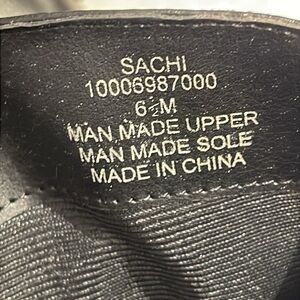 SACHI
10006987000
6½M
MAN MADE UPPER
MAN MADE SOLE
MADE IN CHINA